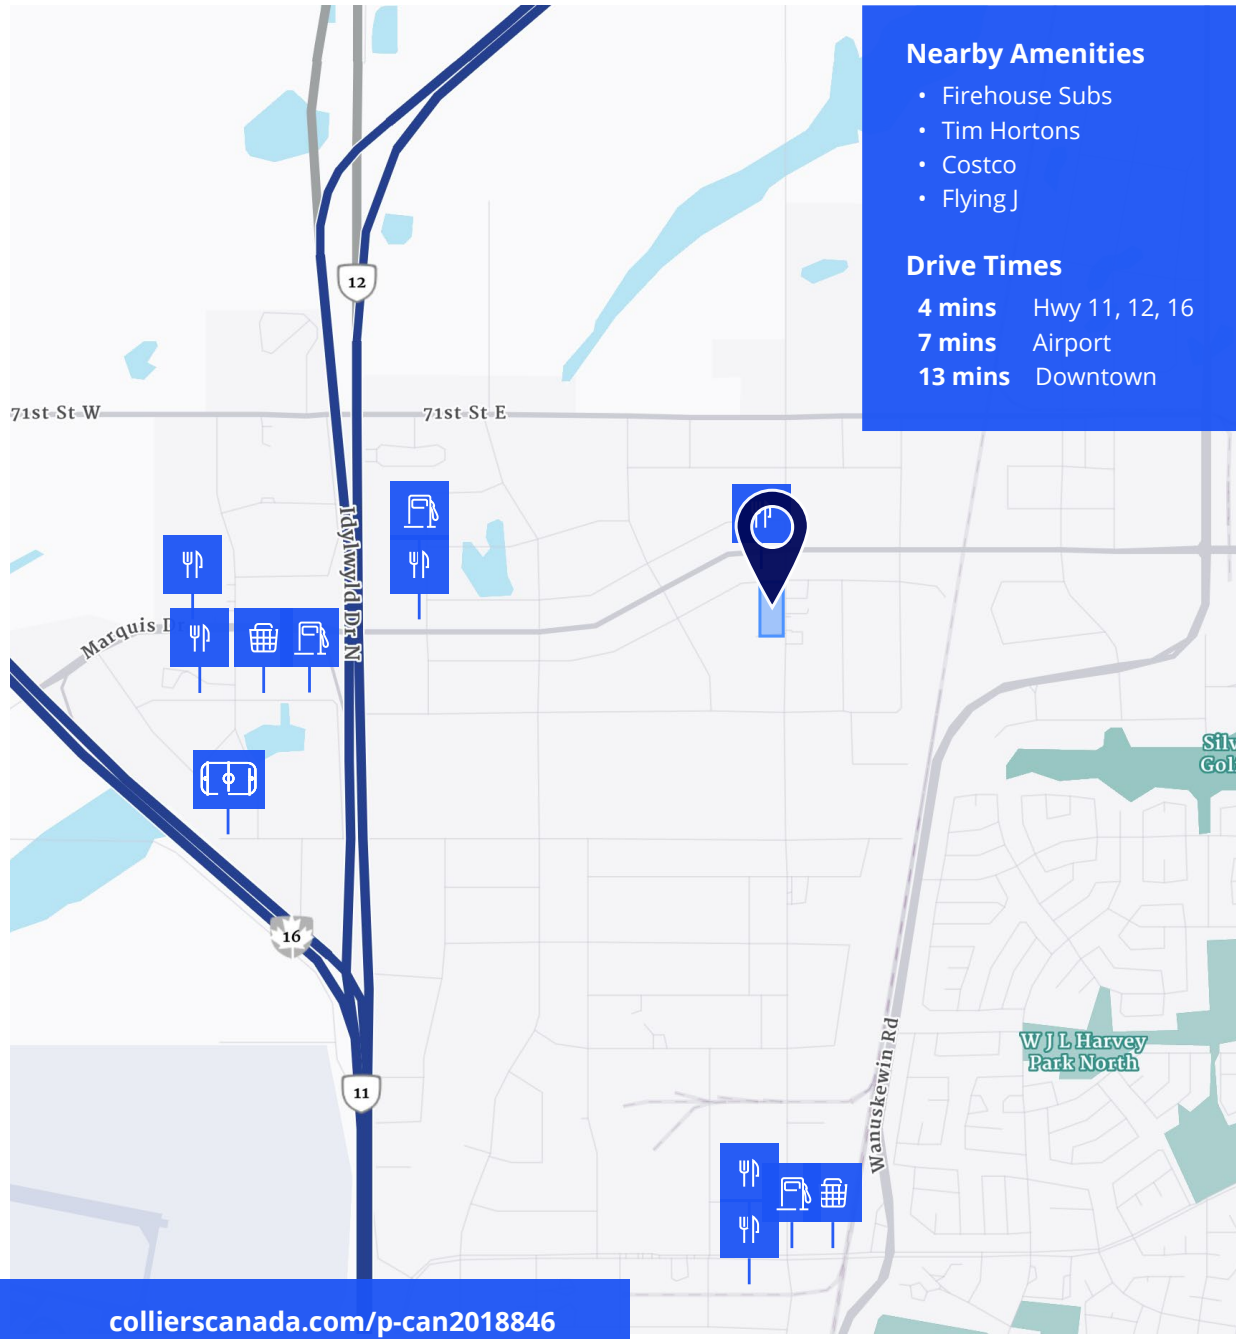 Nearby Amenities
• Firehouse Subs
• Tim Hortons
• Costco
• Flying J
Drive Times
4 mins Hwy 11, 12, 16
7 mins Airport
13 mins Downtown
12
71st St W
71st St E
Idylwyld Dr N
Marquis Dr
16
11
Wanuskewin Rd
W J L Harvey
Park North
collierscanada.com/p-can2018846